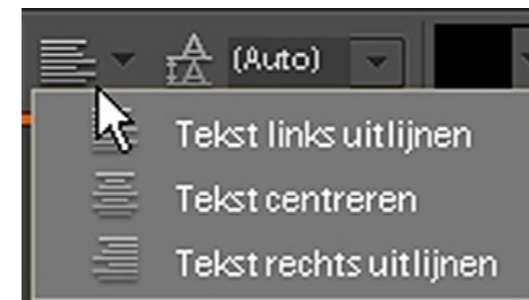 (Auto)
Tekst links uitlijnen
Tekst centreren
Tekst rechts uitlijnen